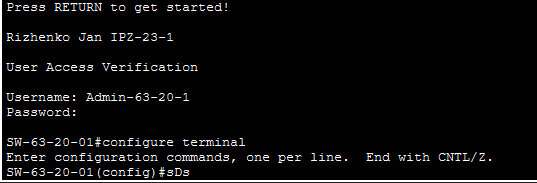 Press RETURN to get started!
Rizhenko Jan IPZ-23-1
User Access Verification
Username: Admin-63-20-1
Password:
SW-63-20-01#configure terminal
Enter configuration commands, one per line.  End with CNTL/Z.
SW-63-20-01(config)#sDs